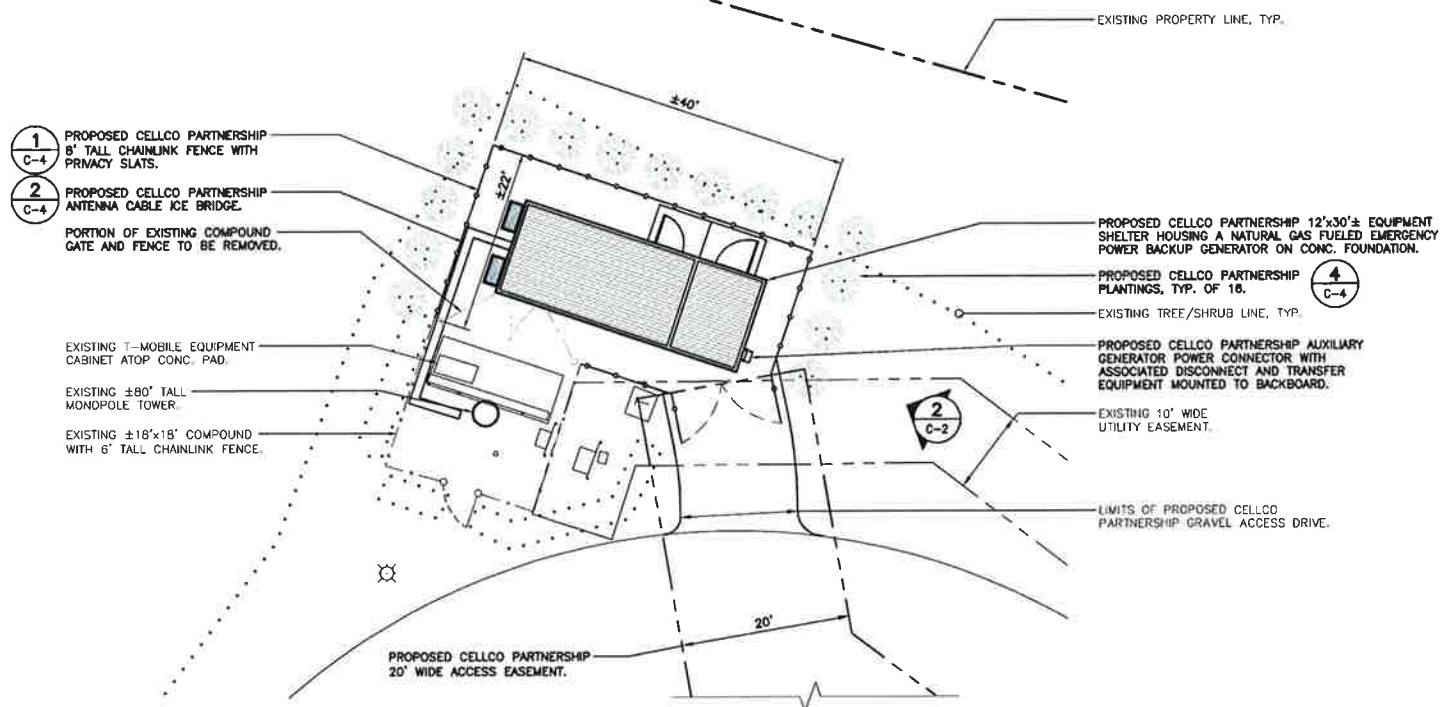 EXISTING PROPERTY LINE, TYP.
±40'
±22'
1
C-4
PROPOSED CELLCO PARTNERSHIP
8' TALL CHAINLINK FENCE WITH
PRIVACY SLATS.
2
C-4
PROPOSED CELLCO PARTNERSHIP
ANTENNA CABLE ICE BRIDGE.
PORTION OF EXISTING COMPOUND
GATE AND FENCE TO BE REMOVED.
EXISTING T-MOBILE EQUIPMENT
CABINET ATOP CONC. PAD.
EXISTING ±80' TALL
MONOPOLE TOWER.
EXISTING ±18'x18' COMPOUND
WITH 6' TALL CHAINLINK FENCE.
PROPOSED CELLCO PARTNERSHIP 12'x30'± EQUIPMENT
SHELTER HOUSING A NATURAL GAS FUELED EMERGENCY
POWER BACKUP GENERATOR ON CONC. FOUNDATION.
PROPOSED CELLCO PARTNERSHIP
PLANTINGS, TYP. OF 16.
4
C-4
EXISTING TREE/SHRUB LINE, TYP.
PROPOSED CELLCO PARTNERSHIP AUXILIARY
GENERATOR POWER CONNECTOR WITH
ASSOCIATED DISCONNECT AND TRANSFER
EQUIPMENT MOUNTED TO BACKBOARD.
2
C-2
EXISTING 10' WIDE
UTILITY EASEMENT.
LIMITS OF PROPOSED CELLCO
PARTNERSHIP GRAVEL ACCESS DRIVE.
20'
PROPOSED CELLCO PARTNERSHIP
20' WIDE ACCESS EASEMENT.